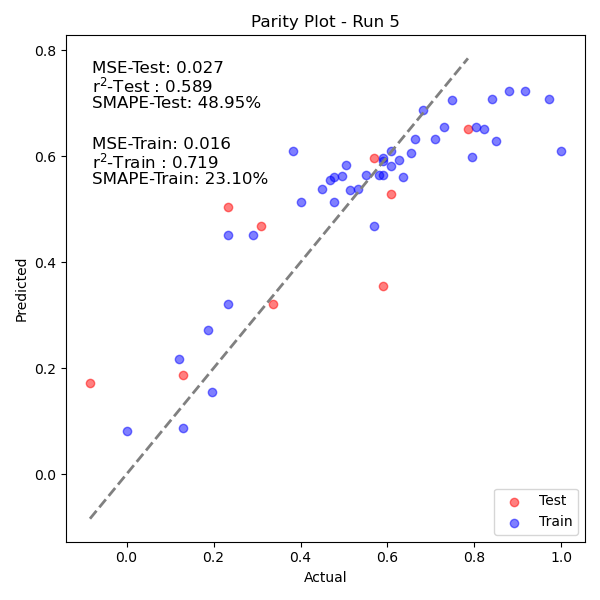 Parity Plot - Run 5
MSE-Test: 0.027
r²-Test : 0.589
SMAPE-Test: 48.95%
MSE-Train: 0.016
r²-Train : 0.719
SMAPE-Train: 23.10%
0.8
0.6
0.4
0.2
0.0
Predicted
Test
Train
0.0 0.2 0.4 0.6 0.8 1.0
Actual